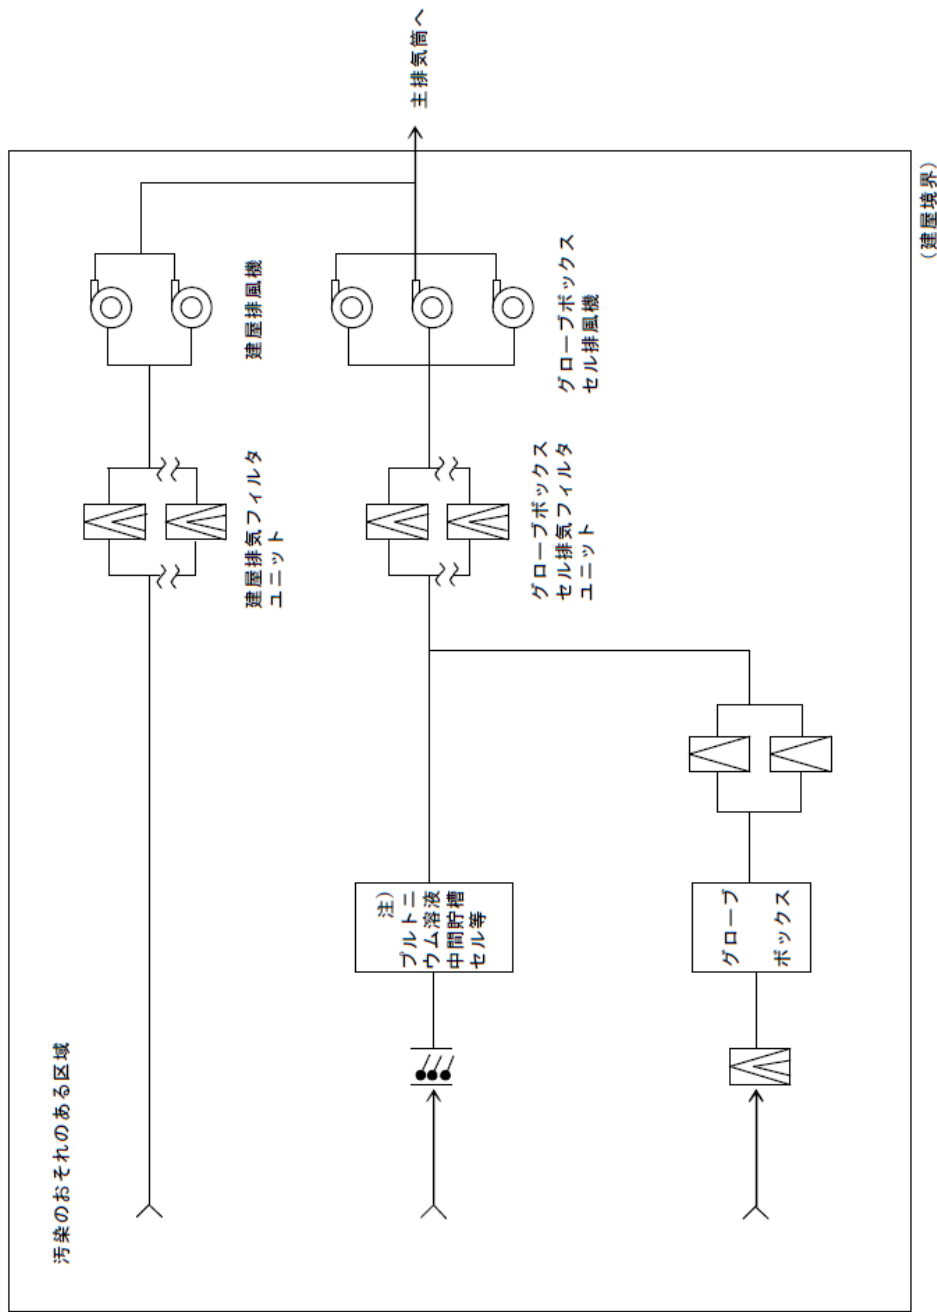 汚染のおそれのある区域
建屋排気フィルタ
ユニット
建屋排風機
主排気筒へ
注)
プルトニ
ウム溶液
中間貯槽
セル等
グローブボックス
セル排気フィルタ
ユニット
グローブボックス
セル排風機
グローブ
ボックス
(建屋境界)